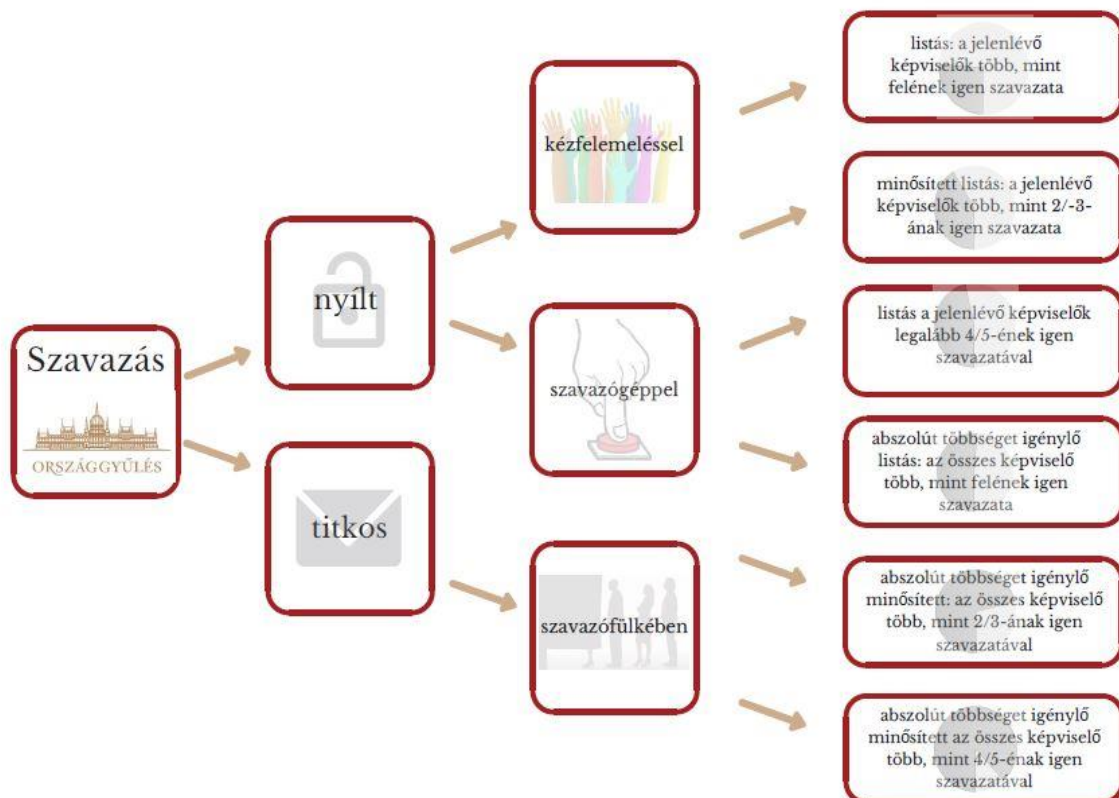 Szavazás
ORSZÁGGYŰLÉS
nyílt
titkos
kézfelemeléssel
szavazógéppel
szavazófülkében
listás: a jelenlévő
képviselők több, mint
felének igen szavazata
minősített listás: a jelenlévő
képviselők több, mint 2/-3-
ának igen szavazata
listás a jelenlévő képviselők
legalább 4/5-ének igen
szavazatával
abszolút többséget igénylő
listás: az összes képviselő
több, mint felének igen
szavazata
abszolút többséget igénylő
minősített: az összes képviselő
több, mint 2/3-ának igen
szavazatával
abszolút többséget igénylő
minősített az összes képviselő
több, mint 4/5-énak igen
szavazatával